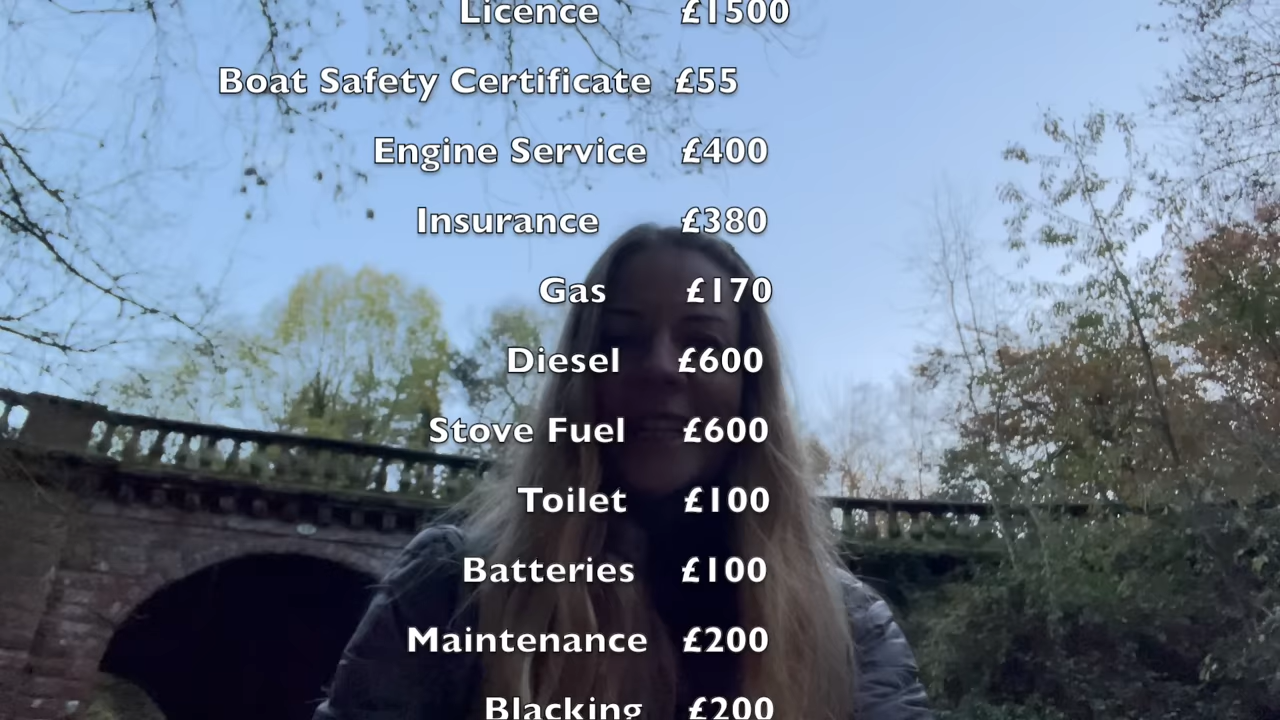 Licence £1500
Boat Safety Certificate £55
Engine Service £400
Insurance £380
Gas £170
Diesel £600
Stove Fuel £600
Toilet £100
Batteries £100
Maintenance £200
Blacking £200